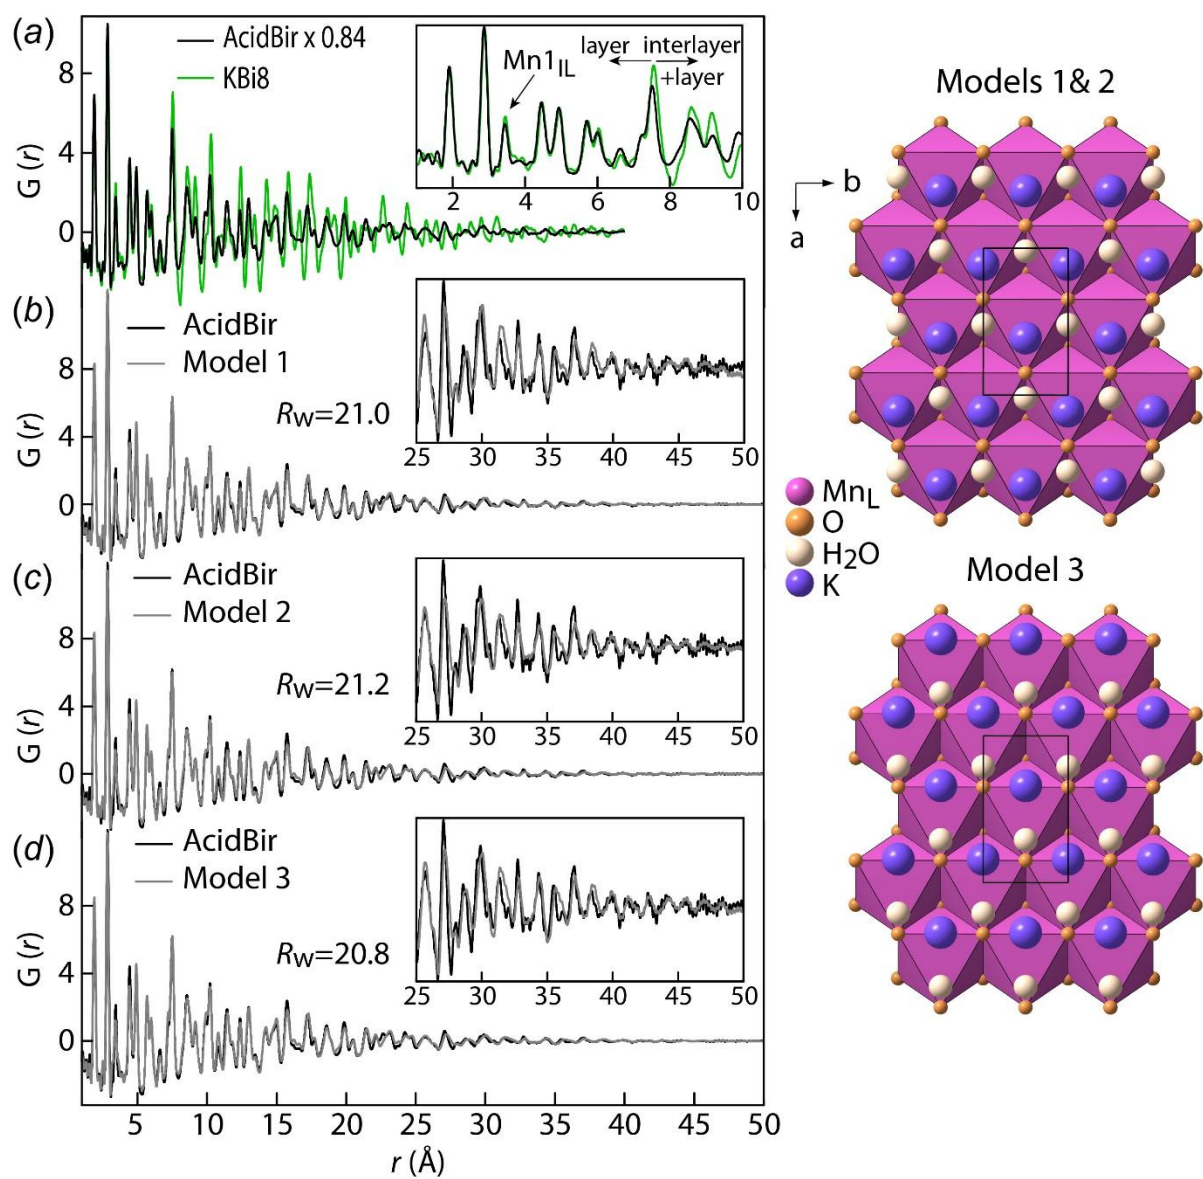 (a)
AcidBir x 0.84
KBi8
Mn1IL
layer
interlayer
+layer
2 4 6 8 10
8
4
0
G (r)
(b)
AcidBir
Model 1
Rw=21.0
25 30 35 40 45 50
8
4
0
G (r)
(c)
AcidBir
Model 2
Rw=21.2
25 30 35 40 45 50
8
4
0
G (r)
(d)
AcidBir
Model 3
Rw=20.8
25 30 35 40 45 50
8
4
0
G (r)
5 10 15 20 25 30 35 40 45 50
r (Å)
Models 1& 2
b
a
MnL
O
H2O
K
Model 3